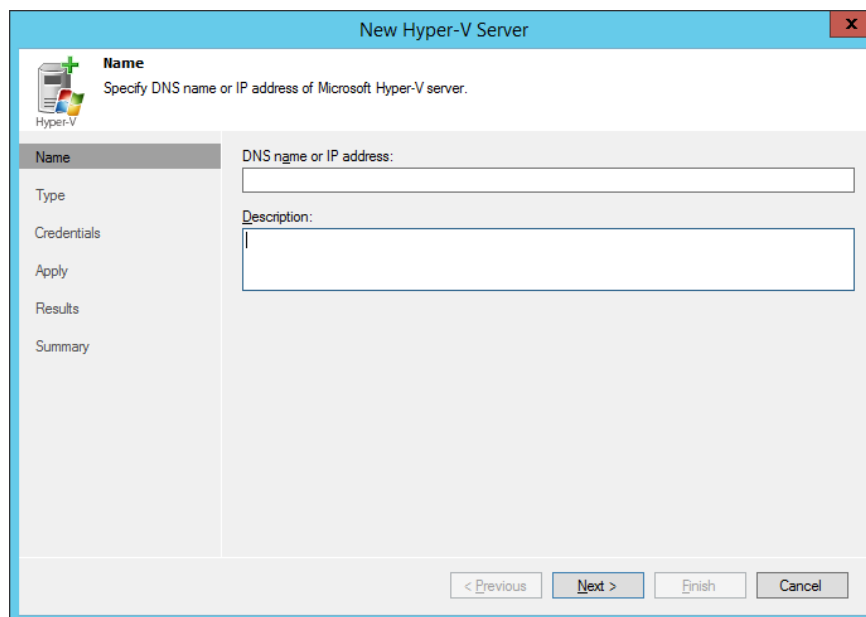 New Hyper-V Server
x
Name
Specify DNS name or IP address of Microsoft Hyper-V server.
Hyper-V
Name
Type
Credentials
Apply
Results
Summary
DNS name or IP address:
Description:
< Previous
Next >
Finish
Cancel